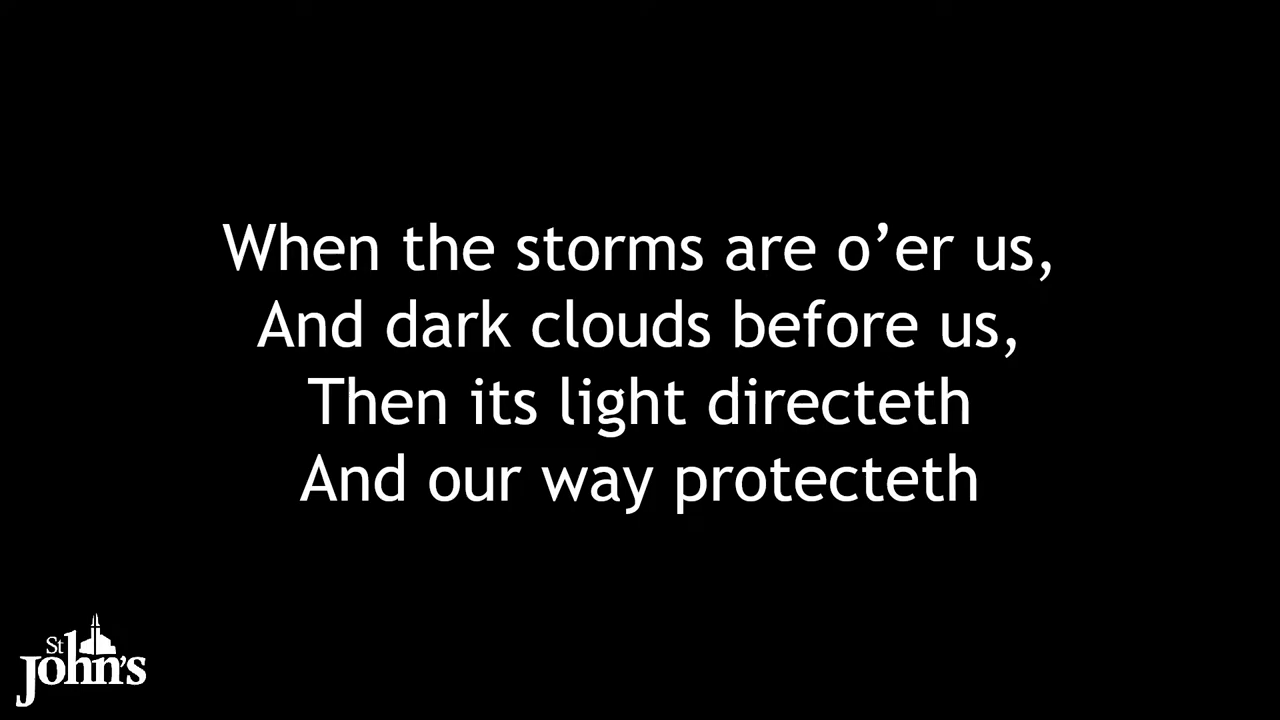 When the storms are o’er us,
And dark clouds before us,
Then its light directeth
And our way protecteth
St
John’s